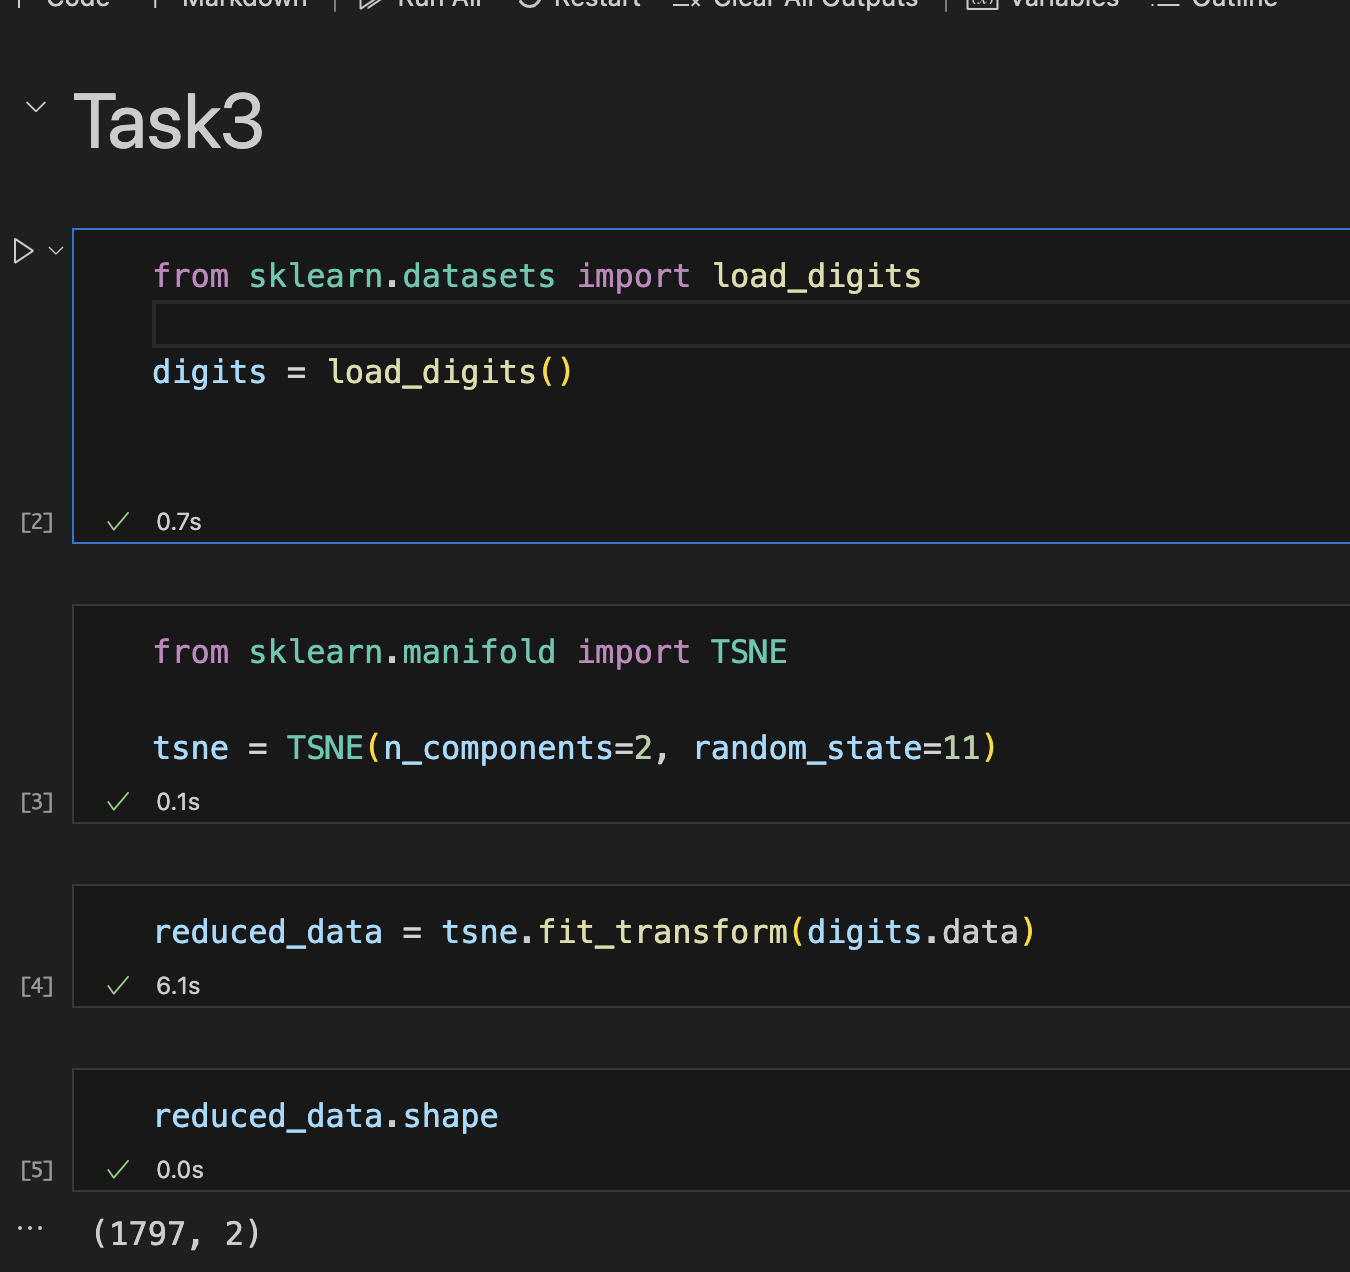 Code Markdown Run All Restart Clear All Outputs Variables Outline
Task3
from sklearn.datasets import load_digits
digits = load_digits()
[2] 0.7s
from sklearn.manifold import TSNE
tsne = TSNE(n_components=2, random_state=11)
[3] 0.1s
reduced_data = tsne.fit_transform(digits.data)
[4] 6.1s
reduced_data.shape
[5] 0.0s
... (1797, 2)